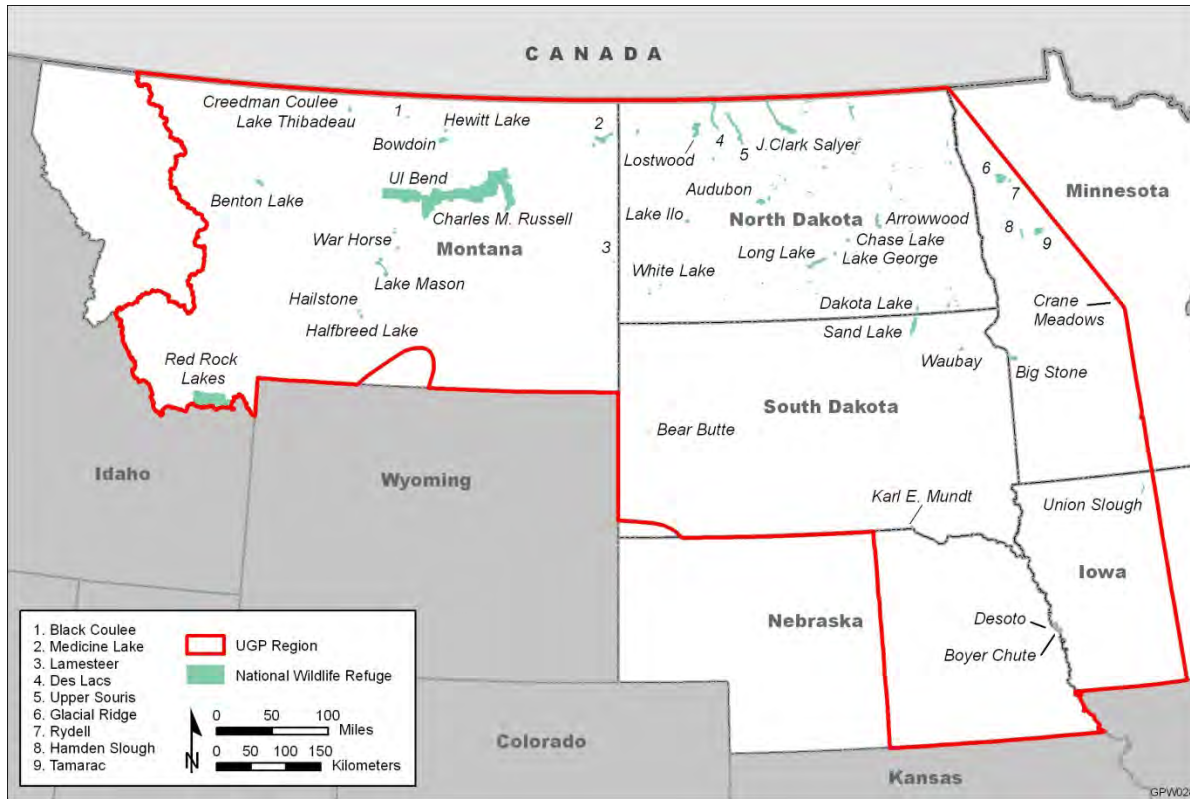 CANADA
Creedman Coulee
Lake Thibadeau
1
Hewitt Lake
Bowdoin
2
Lostwood
4
5
J.Clark Salyer
6
7
Minnesota
Ul Bend
Benton Lake
Charles M. Russell
Audubon
Lake Ilo
North Dakota
Arrowwood
8
9
War Horse
Montana
3
Chase Lake
Long Lake
Lake George
White Lake
Lake Mason
Hailstone
Halfbreed Lake
Dakota Lake
Sand Lake
Crane
Meadows
Red Rock
Lakes
Waubay
Big Stone
South Dakota
Bear Butte
Idaho
Wyoming
Karl E. Mundt
Union Slough
Iowa
Nebraska
Desoto
Boyer Chute
Colorado
Kansas
1. Black Coulee
2. Medicine Lake
3. Lamesteer
4. Des Lacs
5. Upper Souris
6. Glacial Ridge
7. Rydell
8. Hamden Slough
9. Tamarac
UGP Region
National Wildlife Refuge
N
0 50 100
Miles
0 50 100 150
Kilometers